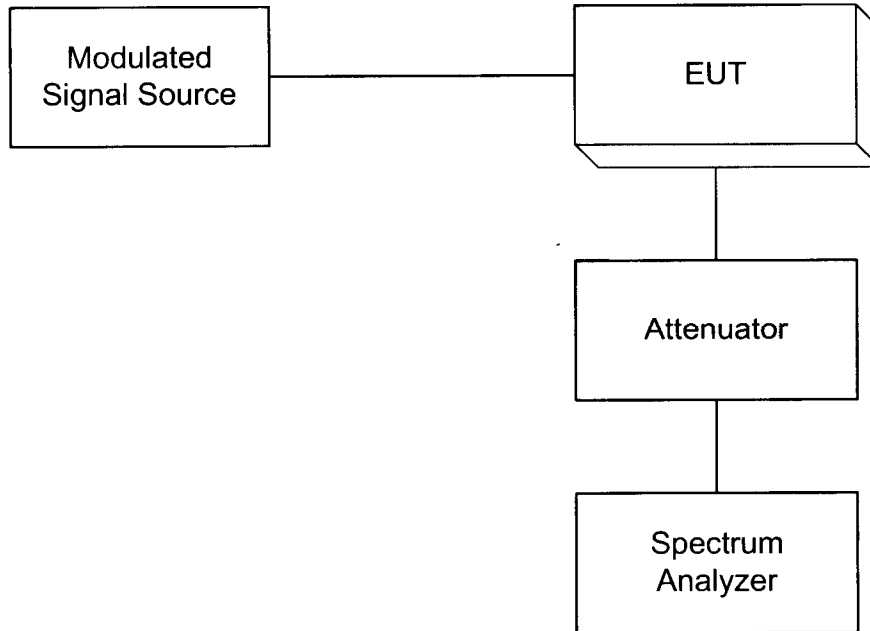 Modulated
Signal Source
EUT
Attenuator
Spectrum
Analyzer